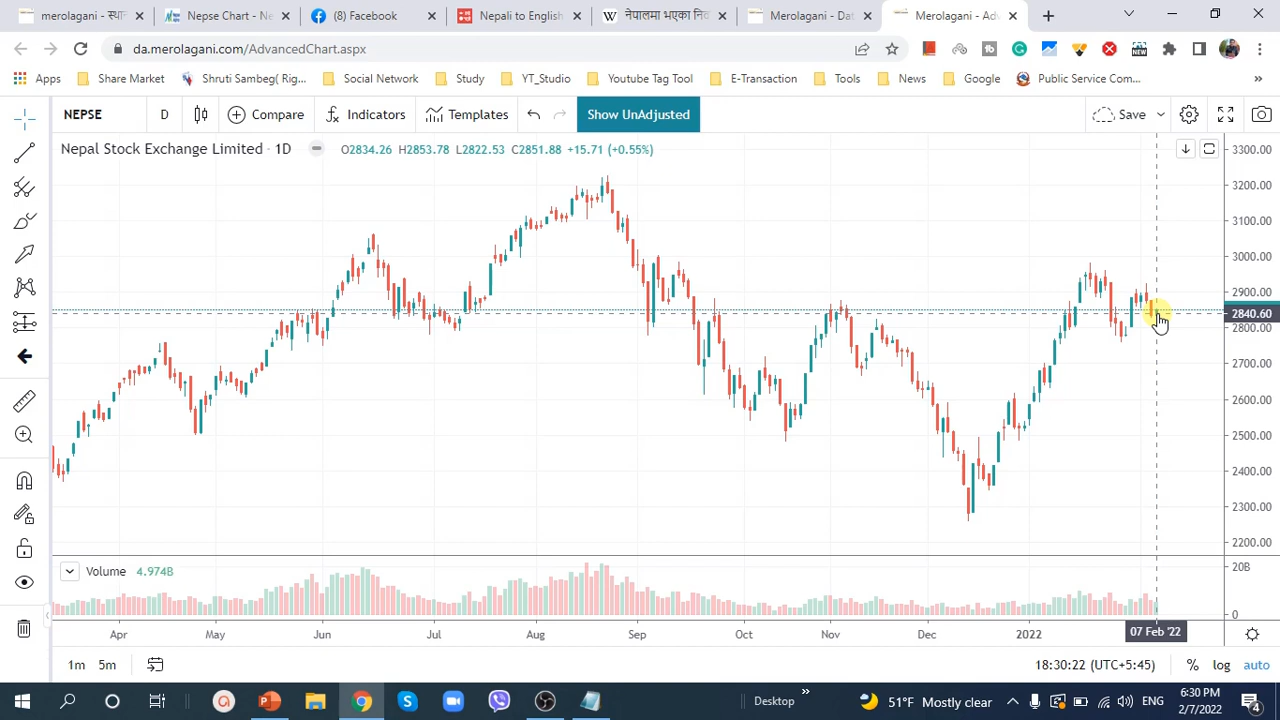 merolagani - स्था
Nepse Chart - Ne
(8) Facebook
Nepali to English
नेपालमा भएका नि
Merolagani - Dat
Merolagani - Adv
da.merolagani.com/AdvancedChart.aspx
NEW
Apps
Share Market
Shruti Sambeg( Rig...
Social Network
Study
YT_Studio
Youtube Tag Tool
E-Transaction
Tools
News
Google
Public Service Com...
»
NEPSE
D
Compare
Indicators
Templates
Show UnAdjusted
Save
Nepal Stock Exchange Limited · 1D
O2834.26 H2853.78 L2822.53 C2851.88 +15.71 (+0.55%)
3300.00
3200.00
3100.00
3000.00
2900.00
2840.60
2800.00
2700.00
2600.00
2500.00
2400.00
2300.00
2200.00
Volume 4.974B
20B
0
Apr
May
Jun
Jul
Aug
Sep
Oct
Nov
Dec
2022
07 Feb '22
1m
5m
18:30:22 (UTC+5:45)
%
log
auto
Desktop
»
51°F Mostly clear
ENG
6:30 PM
2/7/2022
4